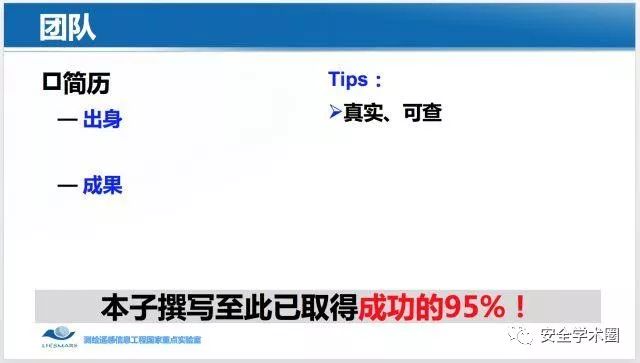 团队
口简历
— 出身
— 成果
Tips：
➢真实、可查
本子撰写至此已取得成功的95%！
LIESMARS
测绘遥感信息工程国家重点实验室
安全学术圈